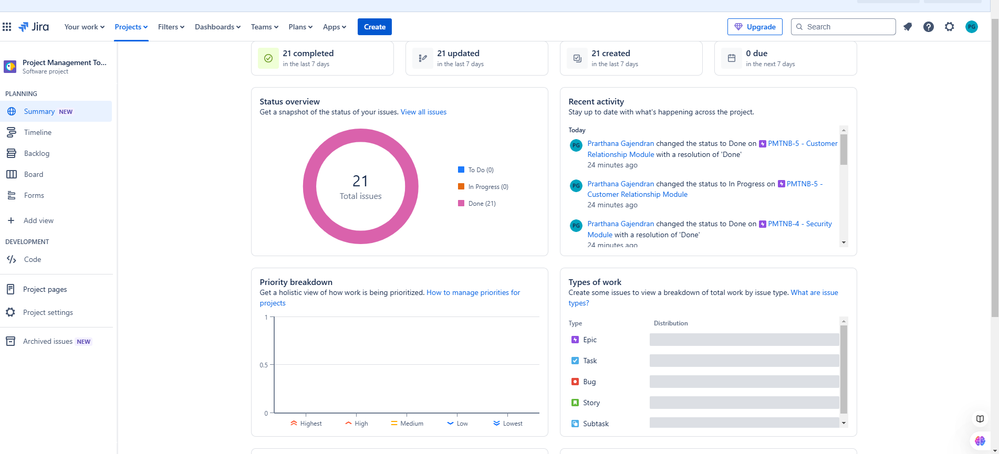 Jira
Your work
Projects
Filters
Dashboards
Teams
Plans
Apps
Create
Upgrade
Search
PG
Project Management To...
Software project
PLANNING
Summary NEW
Timeline
Backlog
Board
Forms
Add view
DEVELOPMENT
Code
Project pages
Project settings
Archived issues NEW
21 completed
in the last 7 days
21 updated
in the last 7 days
21 created
in the last 7 days
0 due
in the next 7 days
Status overview
Get a snapshot of the status of your issues. View all issues
21
Total issues
To Do (0)
In Progress (0)
Done (21)
Recent activity
Stay up to date with what's happening across the project.
Today
PG
Prarthana Gajendran changed the status to Done on PMTNB-5 - Customer
Relationship Module with a resolution of 'Done'
24 minutes ago
PG
Prarthana Gajendran changed the status to In Progress on PMTNB-5 -
Customer Relationship Module
24 minutes ago
PG
Prarthana Gajendran changed the status to Done on PMTNB-4 - Security
Module with a resolution of 'Done'
24 minutes ago
Priority breakdown
Get a holistic view of how work is being prioritized. How to manage priorities for
projects
1
0.5
0
Highest
High
Medium
Low
Lowest
Types of work
Create some issues to view a breakdown of total work by issue type. What are issue
types?
Type
Distribution
Epic
Task
Bug
Story
Subtask